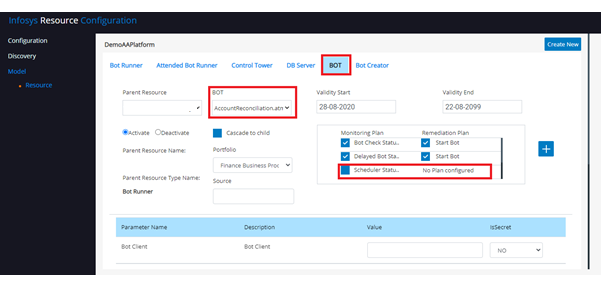 Infosys Resource Configuration
Configuration
Discovery
Model
Resource
DemoAAPlatform
Create New
Bot Runner Attended Bot Runner Control Tower DB Server BOT Bot Creator
Parent Resource BOT Validity Start Validity End
AccountReconciliation.atn 28-08-2020 22-08-2099
Activate Deactivate Cascade to child
Monitoring Plan Remediation Plan
Bot Check Statu.. Start Bot
Delayed Bot Sta.. Start Bot
Scheduler Statu.. No Plan configured
+
Parent Resource Name: Portfolio
Finance Business Proc
Parent Resource Type Name: Source
Bot Runner
Parameter Name Description Value IsSecret
Bot Client Bot Client NO